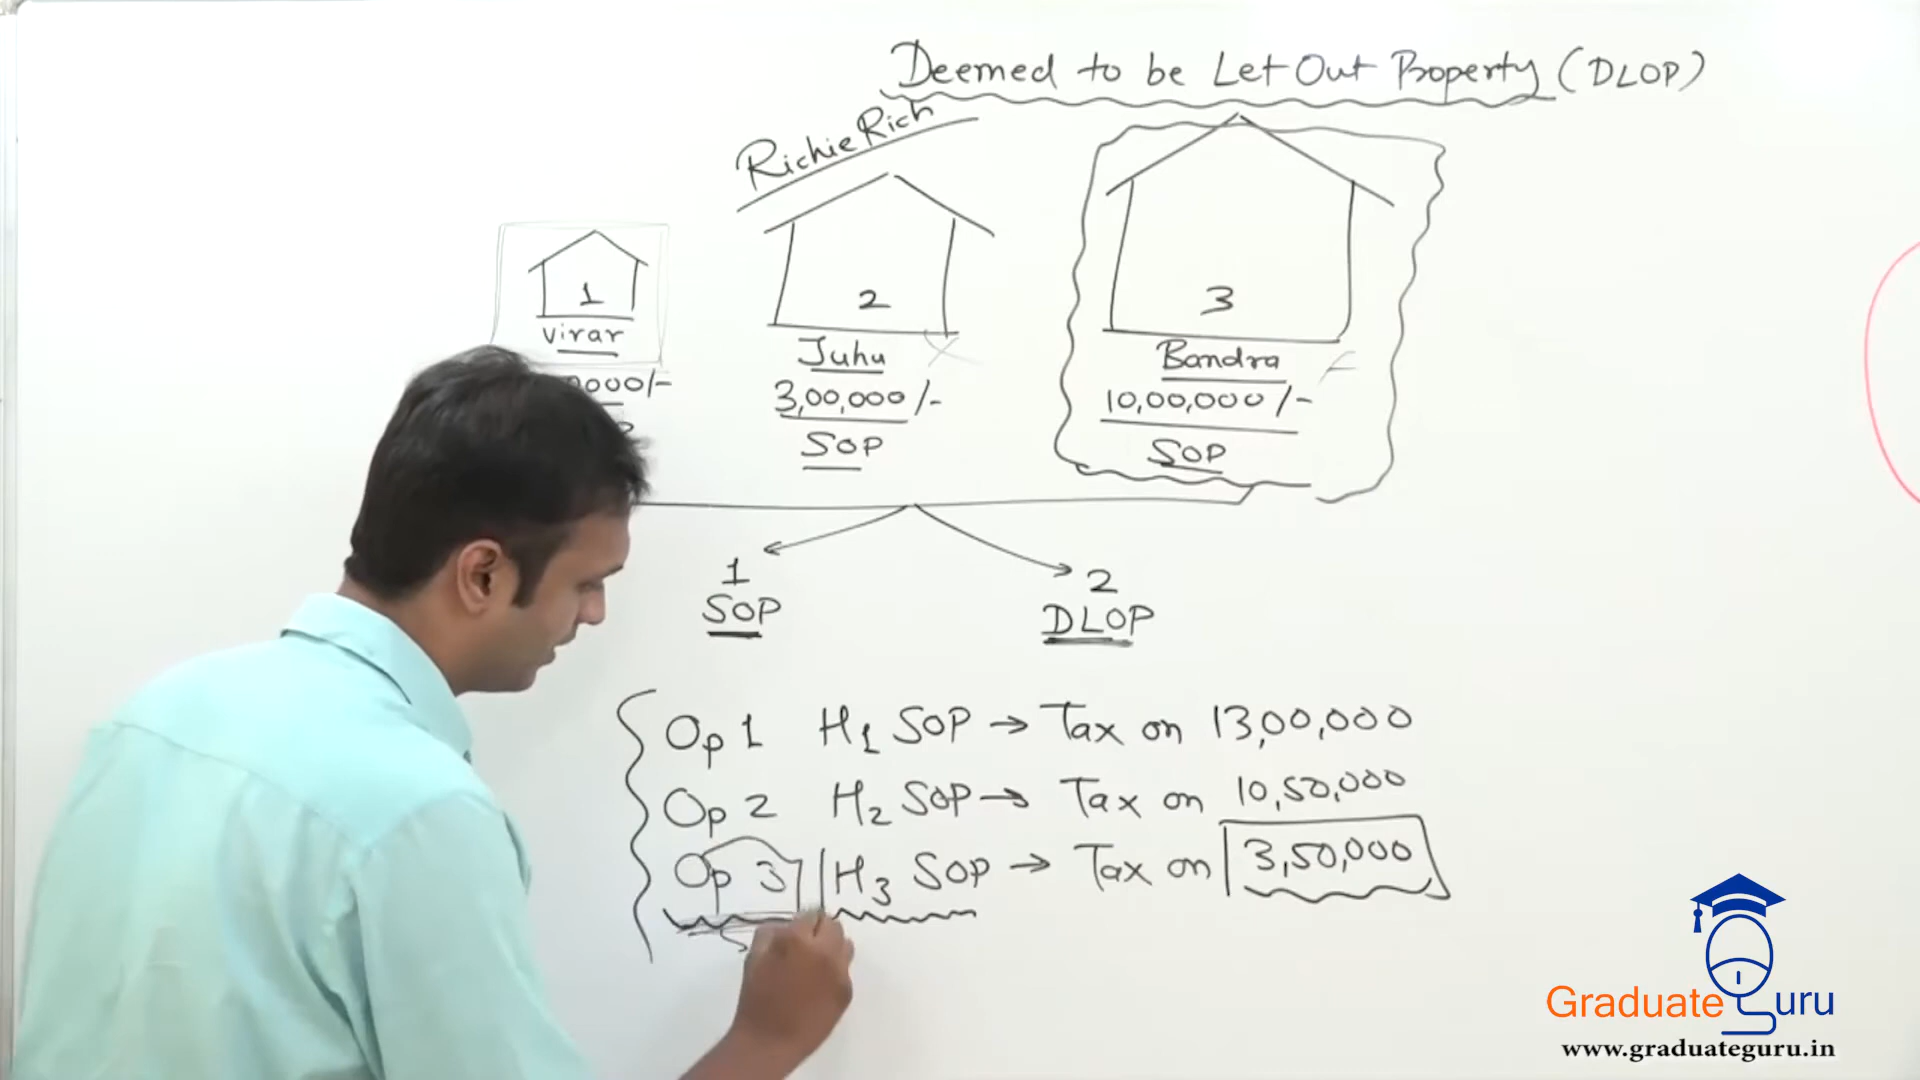 Deemed to be Let Out Property (DLOP)
Richie Rich
1
2
3
Virar
Juhu
Bandra
0000/-
3,00,000/-
10,00,000/-
SOP
SOP
1
SOP
2
DLOP
Op 1 H1 SOP → Tax on 13,00,000
Op 2 H2 SOP → Tax on 10,50,000
Op 3 H3 SOP → Tax on 3,50,000
Graduate Guru
www.graduateguru.in